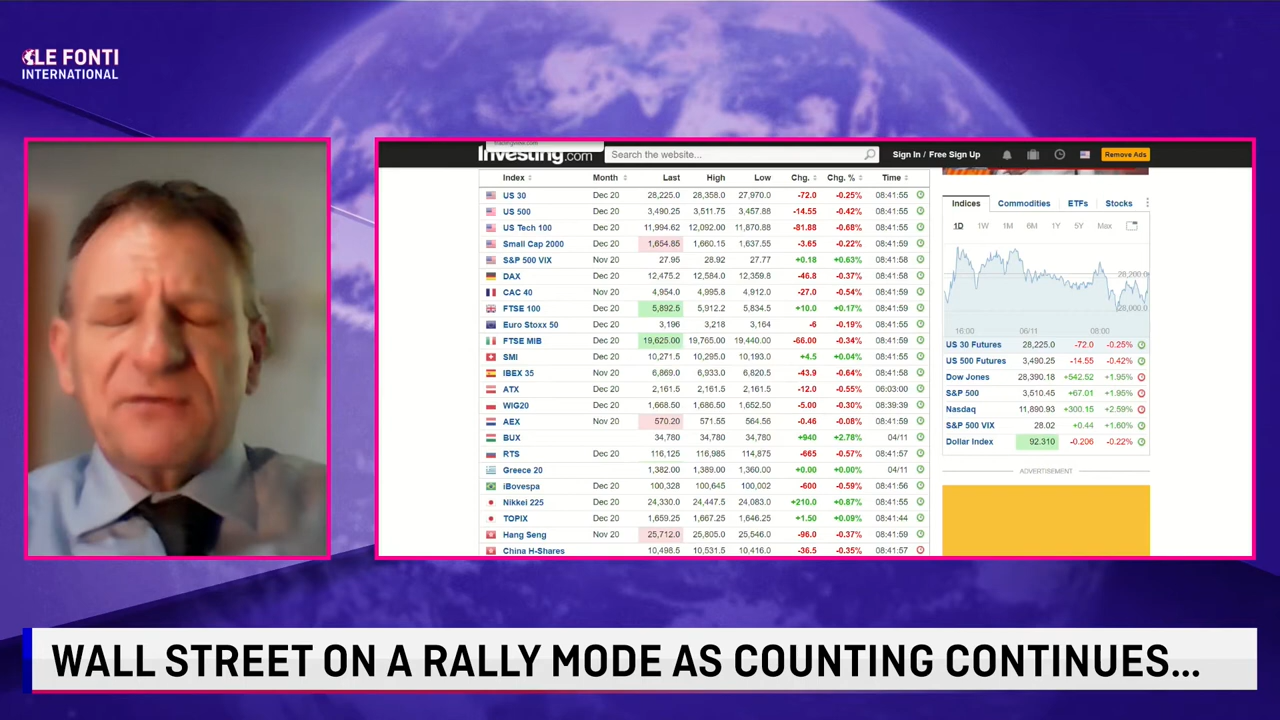 LE FONTI
INTERNATIONAL
Investing.com Search the website... Sign In / Free Sign Up Remove Ads
Index Month Last High Low Chg. Chg. % Time
US 30 Dec 20 28,225.0 28,358.0 27,970.0 -72.0 -0.25% 08:41:55
US 500 Dec 20 3,490.25 3,511.75 3,457.88 -14.55 -0.42% 08:41:55
US Tech 100 Dec 20 11,994.62 12,092.00 11,870.88 -81.88 -0.68% 08:41:55
Small Cap 2000 Dec 20 1,654.85 1,660.15 1,637.55 -3.65 -0.22% 08:41:59
S&P 500 VIX Nov 20 27.95 28.92 27.77 +0.18 +0.63% 08:41:58
DAX Dec 20 12,475.2 12,584.0 12,359.8 -46.8 -0.37% 08:41:58
CAC 40 Nov 20 4,954.0 4,995.8 4,912.0 -27.0 -0.54% 08:41:58
FTSE 100 Dec 20 5,892.5 5,912.2 5,834.5 +10.0 +0.17% 08:41:58
Euro Stoxx 50 Dec 20 3,196 3,218 3,164 -6 -0.19% 08:41:55
FTSE MIB Dec 20 19,625.00 19,765.00 19,440.00 -66.00 -0.34% 08:41:58
SMI Dec 20 10,271.5 10,295.0 10,193.0 +4.5 +0.04% 08:41:55
IBEX 35 Nov 20 6,869.0 6,933.0 6,820.5 -43.9 -0.64% 08:41:58
ATX Dec 20 2,161.5 2,161.5 2,161.5 -12.0 -0.55% 06:03:00
WIG20 Dec 20 1,668.50 1,686.50 1,652.50 -5.00 -0.30% 08:39:39
AEX Nov 20 570.20 571.55 564.56 -0.46 -0.08% 08:41:59
BUX Dec 20 34,780 34,780 34,780 +940 +2.78% 04/11
RTS Dec 20 116,125 116,985 114,875 -665 -0.57% 08:41:57
Greece 20 Nov 20 1,382.00 1,389.00 1,360.00 +0.00 +0.00% 04/11
iBovespa Dec 20 100,328 100,645 100,002 -600 -0.59% 08:41:56
Nikkei 225 Dec 20 24,330.0 24,447.5 24,083.0 +210.0 +0.87% 08:41:55
TOPIX Dec 20 1,659.25 1,667.25 1,646.25 +1.50 +0.09% 08:41:44
Hang Seng Nov 20 25,712.0 25,805.0 25,546.0 -96.0 -0.37% 08:41:59
China H-Shares Nov 20 10,498.5 10,531.5 10,416.0 -36.5 -0.35% 08:41:57
Indices Commodities ETFs Stocks
1D 1W 1M 6M 1Y 5Y Max
28,200.0
28,000.0
16:00 06/11 08:00
US 30 Futures 28,225.0 -72.0 -0.25%
US 500 Futures 3,490.25 -14.55 -0.42%
Dow Jones 28,390.18 +542.52 +1.95%
S&P 500 3,510.45 +67.01 +1.95%
Nasdaq 11,890.93 +300.15 +2.59%
S&P 500 VIX 28.02 +0.44 +1.60%
Dollar Index 92.310 -0.206 -0.22%
ADVERTISEMENT
WALL STREET ON A RALLY MODE AS COUNTING CONTINUES...